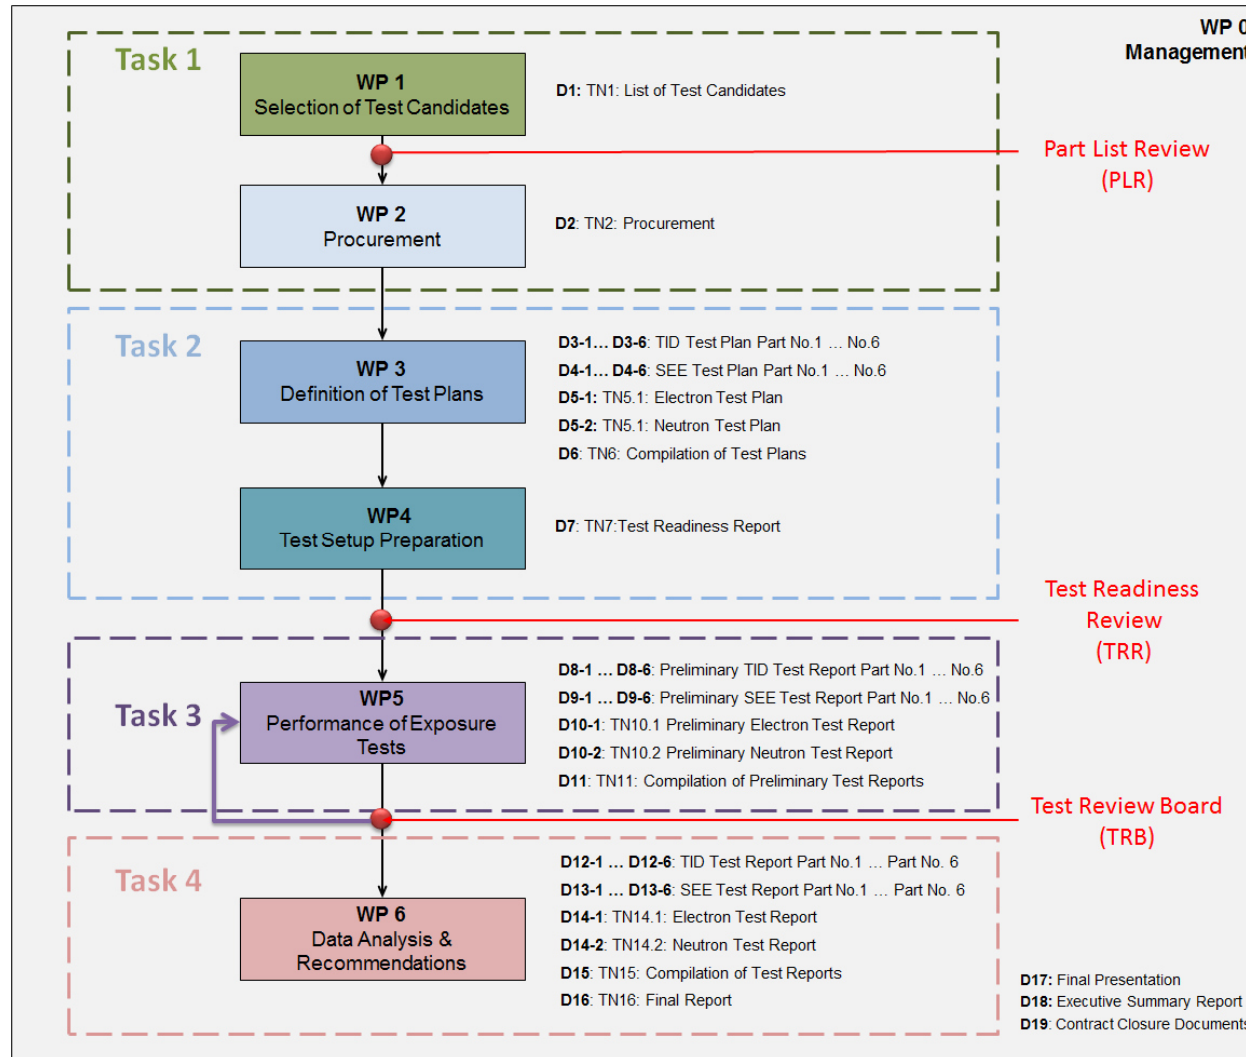 WP 0
Management
Task 1
WP 1
Selection of Test Candidates
D1: TN1: List of Test Candidates
Part List Review
(PLR)
WP 2
Procurement
D2: TN2: Procurement
Task 2
WP 3
Definition of Test Plans
D3-1... D3-6: TID Test Plan Part No.1 ... No.6
D4-1... D4-6: SEE Test Plan Part No.1 ... No.6
D5-1: TN5.1: Electron Test Plan
D5-2: TN5.1: Neutron Test Plan
D6: TN6: Compilation of Test Plans
WP4
Test Setup Preparation
D7: TN7:Test Readiness Report
Test Readiness
Review
(TRR)
Task 3
WP5
Performance of Exposure
Tests
D8-1 ... D8-6: Preliminary TID Test Report Part No.1 ... No.6
D9-1 ... D9-6: Preliminary SEE Test Report Part No.1 ... No.6
D10-1: TN10.1 Preliminary Electron Test Report
D10-2: TN10.2 Preliminary Neutron Test Report
D11: TN11: Compilation of Preliminary Test Reports
Test Review Board
(TRB)
Task 4
WP 6
Data Analysis &
Recommendations
D12-1 ... D12-6: TID Test Report Part No.1 ... Part No. 6
D13-1 ... D13-6: SEE Test Report Part No.1 ... Part No. 6
D14-1: TN14.1: Electron Test Report
D14-2: TN14.2: Neutron Test Report
D15: TN15: Compilation of Test Reports
D16: TN16: Final Report
D17: Final Presentation
D18: Executive Summary Report
D19: Contract Closure Documents